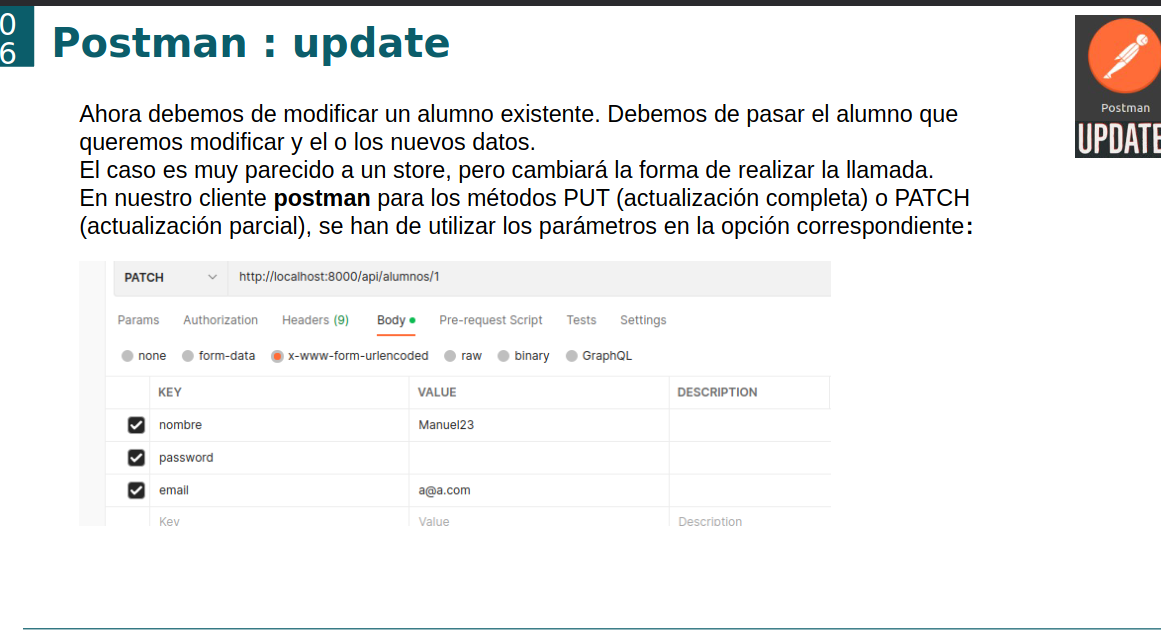 0
6
Postman : update
Postman
UPDATE
Ahora debemos de modificar un alumno existente. Debemos de pasar el alumno que
queremos modificar y el o los nuevos datos.
El caso es muy parecido a un store, pero cambiará la forma de realizar la llamada.
En nuestro cliente postman para los métodos PUT (actualización completa) o PATCH
(actualización parcial), se han de utilizar los parámetros en la opción correspondiente:
PATCH http://localhost:8000/api/alumnos/1
Params Authorization Headers (9) Body Pre-request Script Tests Settings
none form-data x-www-form-urlencoded raw binary GraphQL
KEY VALUE DESCRIPTION
nombre Manuel23
password
email a@a.com
Key Value Description